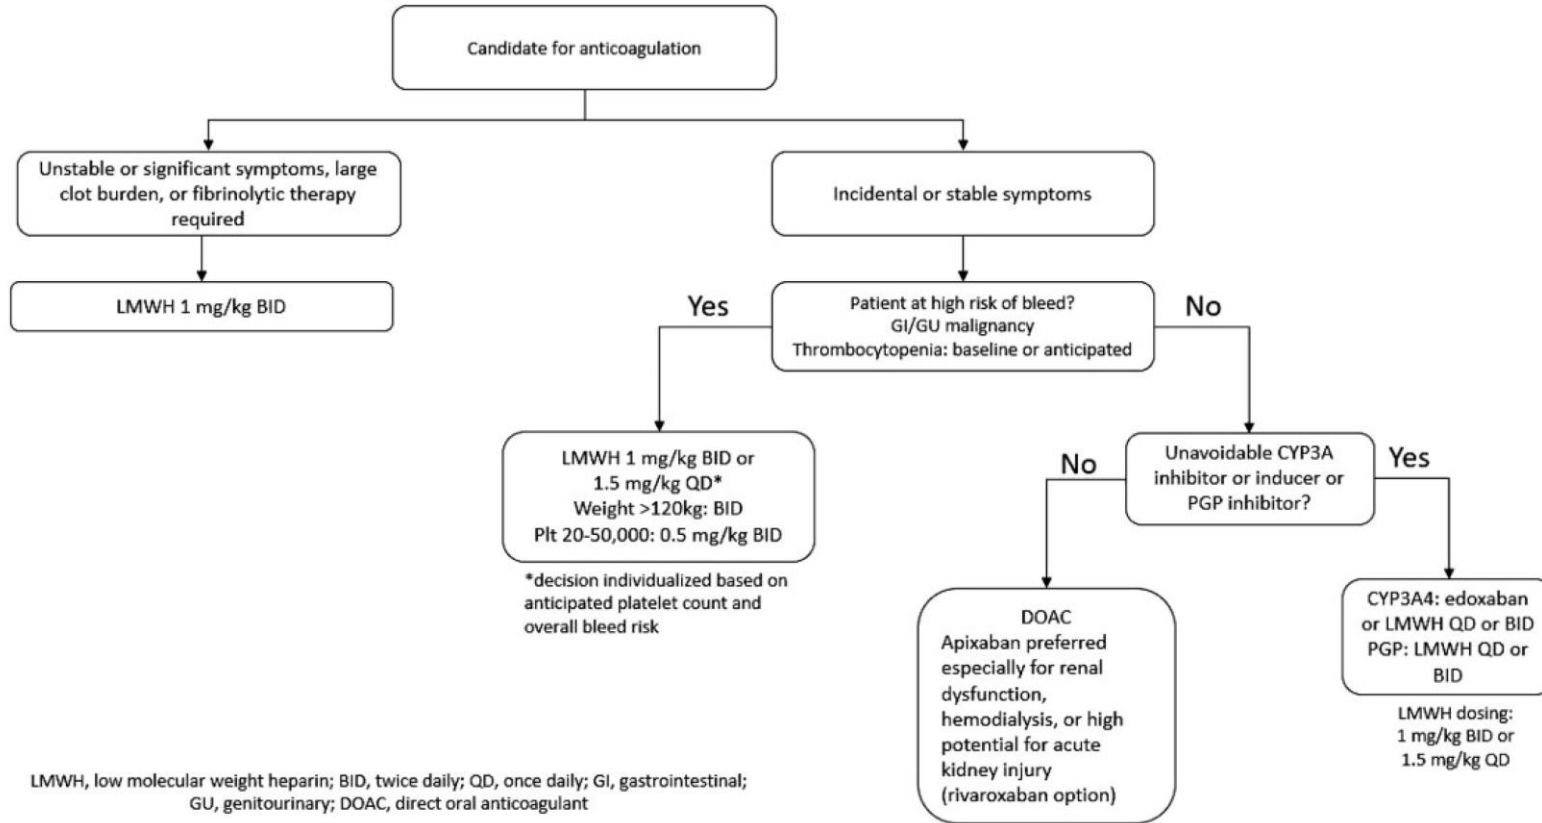 Candidate for anticoagulation
Unstable or significant symptoms, large
clot burden, or fibrinolytic therapy
required
Incidental or stable symptoms
LMWH 1 mg/kg BID
Yes
Patient at high risk of bleed?
GI/GU malignancy
Thrombocytopenia: baseline or anticipated
No
LMWH 1 mg/kg BID or
1.5 mg/kg QD*
Weight >120kg: BID
Plt 20-50,000: 0.5 mg/kg BID
*decision individualized based on
anticipated platelet count and
overall bleed risk
No
Unavoidable CYP3A
inhibitor or inducer or
PGP inhibitor?
Yes
DOAC
Apixaban preferred
especially for renal
dysfunction,
hemodialysis, or high
potential for acute
kidney injury
(rivaroxaban option)
CYP3A4: edoxaban
or LMWH QD or BID
PGP: LMWH QD or
BID
LMWH dosing:
1 mg/kg BID or
1.5 mg/kg QD
LMWH, low molecular weight heparin; BID, twice daily; QD, once daily; GI, gastrointestinal;
GU, genitourinary; DOAC, direct oral anticoagulant